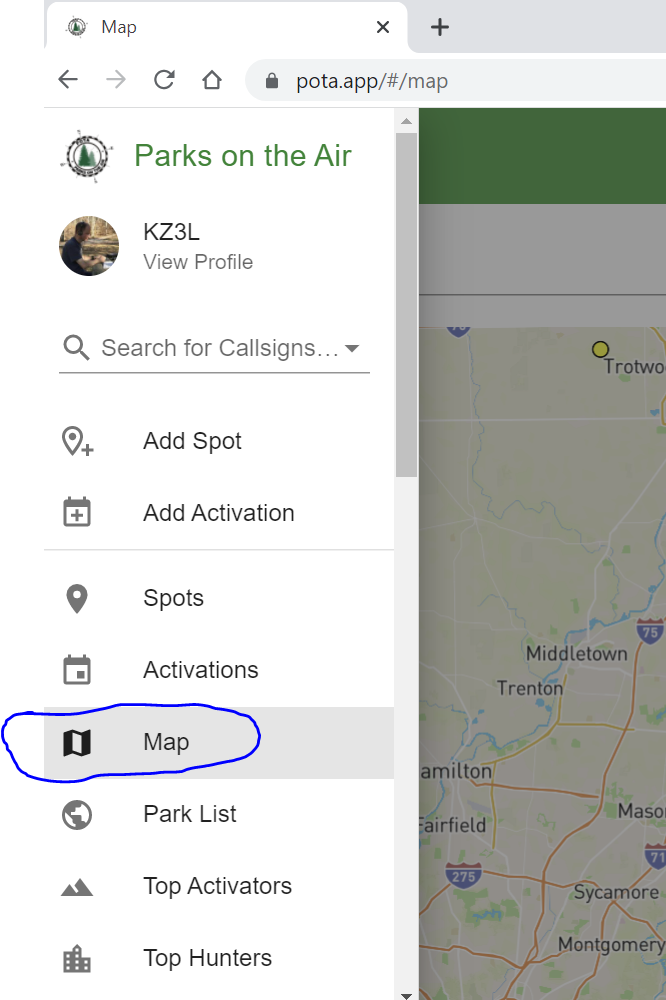 Map
pota.app/#/map
Parks on the Air
KZ3L
View Profile
Search for Callsigns…
Add Spot
Add Activation
Spots
Activations
Map
Park List
Top Activators
Top Hunters
Trotwo
75
Middletown
Trenton
amilton
Fairfield
Maso
275
71
Sycamore
Montgomery